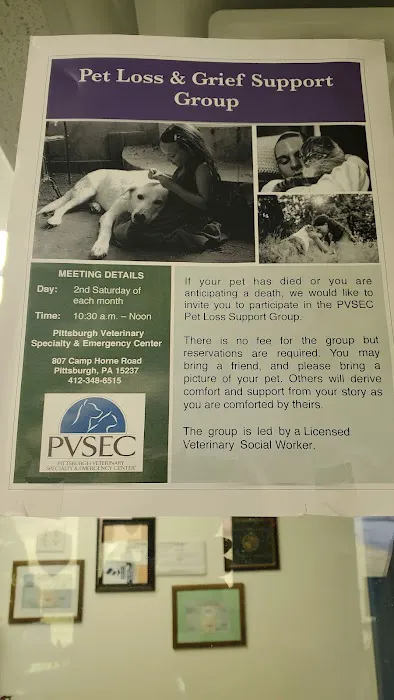 Pet Loss & Grief Support
Group
MEETING DETAILS
Day: 2nd Saturday of
each month
Time: 10:30 a.m. – Noon
Pittsburgh Veterinary
Specialty & Emergency Center
807 Camp Horne Road
Pittsburgh, PA 15237
412-348-6515
PVSEC
PITTSBURGH VETERINARY
SPECIALTY & EMERGENCY CENTER
If your pet has died or you are
anticipating a death, we would like to
invite you to participate in the PVSEC
Pet Loss Support Group.
There is no fee for the group but
reservations are required. You may
bring a friend, and please bring a
picture of your pet. Others will derive
comfort and support from your story as
you are comforted by theirs.
The group is led by a Licensed
Veterinary Social Worker.